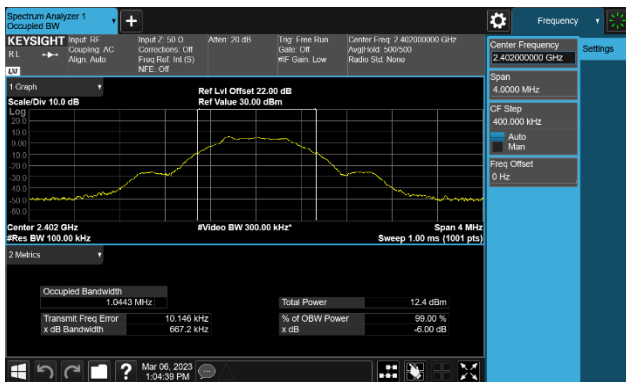 Spectrum Analyzer 1
Occupied BW
+
Frequency
KEYSIGHT
Input: RF
Coupling: AC
Align: Auto
Input Z: 50 Ω
Corrections: Off
Freq Ref: Int (S)
NFE: Off
Atten: 20 dB
Trig: Free Run
Gate: Off
#IF Gain: Low
Center Freq: 2.402000000 GHz
Avg|Hold: 500/500
Radio Std: None
R L
LV
Center Frequency
2.402000000 GHz
Settings
Span
4.0000 MHz
CF Step
400.000 kHz
Auto
Man
Freq Offset
0 Hz
1 Graph
Scale/Div 10.0 dB
Ref Lvl Offset 22.00 dB
Ref Value 30.00 dBm
Log
20.0
10.0
0.00
-10.0
-20.0
-30.0
-40.0
-50.0
-60.0
Center 2.402 GHz
#Video BW 300.00 kHz*
Span 4 MHz
#Res BW 100.00 kHz
Sweep 1.00 ms (1001 pts)
2 Metrics
Occupied Bandwidth
1.0443 MHz
Total Power 12.4 dBm
Transmit Freq Error 10.146 kHz
% of OBW Power 99.00 %
x dB Bandwidth 667.2 kHz
x dB -6.00 dB
?
Mar 06, 2023
1:04:39 PM